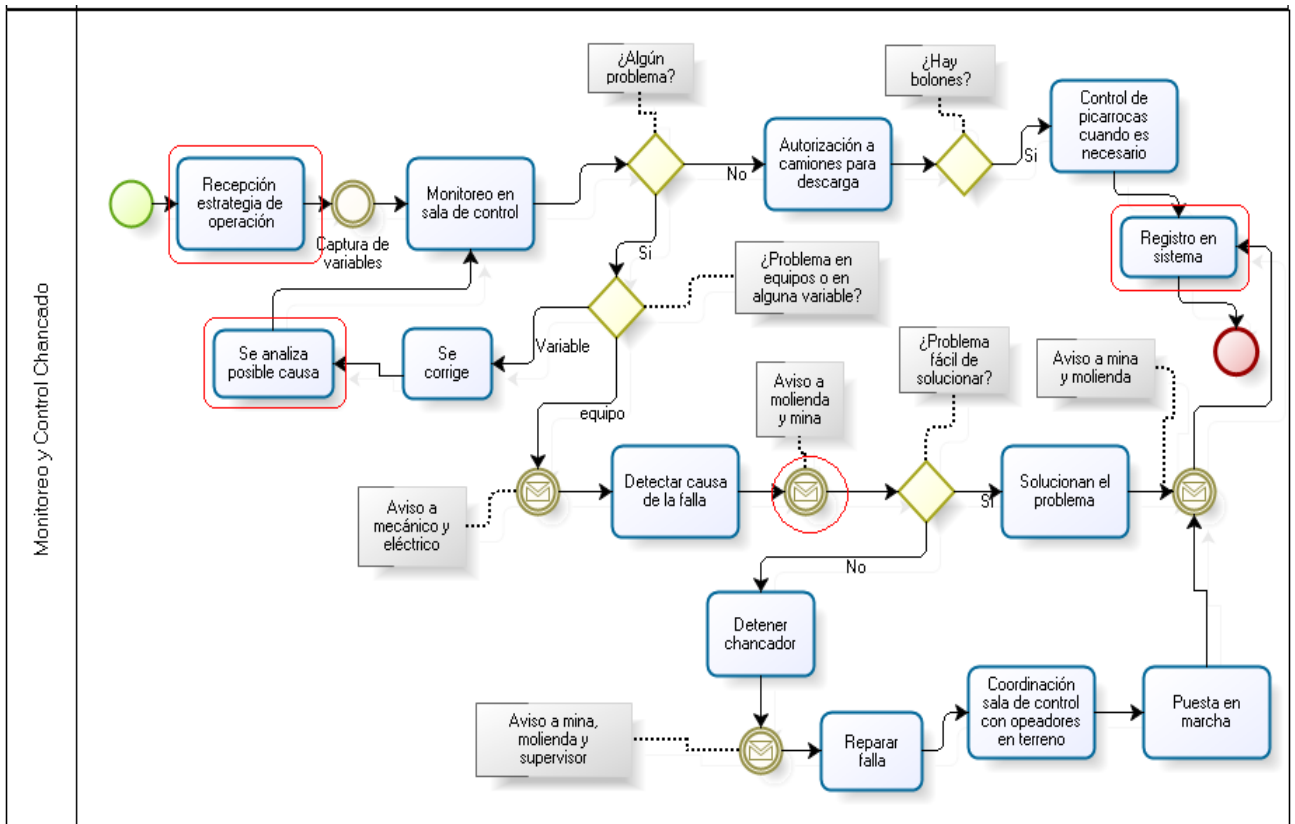 Monitoreo y Control Chancado
¿Algún
problema?
¿Hay
bolones?
Control de
picarrocas
cuando es
necesario
Recepción
estrategia de
operación
Monitoreo en
sala de control
Autorización a
camiones para
descarga
No
Si
Captura de
variables
Registro en
sistema
Si
¿Problema en
equipos o en
alguna variable?
Se analiza
posible causa
Se
corrige
Variable
¿Problema
fácil de
solucionar?
Aviso a mina
y molienda
equipo
Aviso a
molienda
y mina
Detectar causa
de la falla
Solucionan el
problema
Si
Aviso a
mecánico y
eléctrico
No
Detener
chancador
Aviso a mina,
molienda y
supervisor
Reparar
falla
Coordinación
sala de control
con opeadores
en terreno
Puesta en
marcha